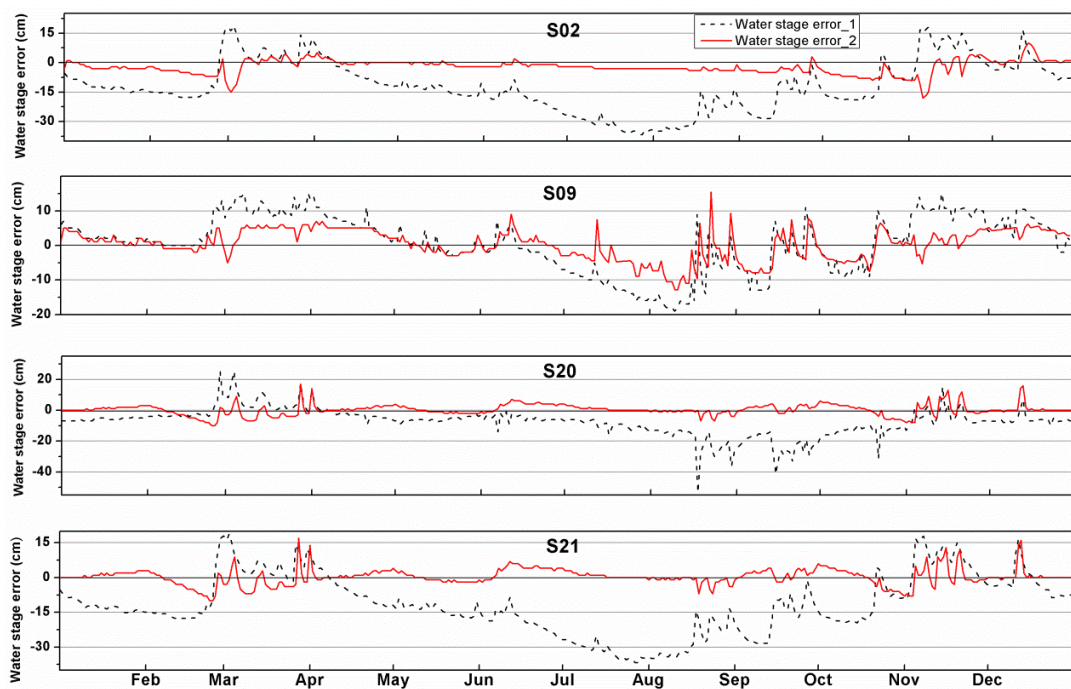 S02
Water stage error_1
Water stage error_2
Water stage error (cm)
15
0
-15
-30
S09
Water stage error (cm)
10
0
-10
-20
S20
Water stage error (cm)
20
0
-20
-40
S21
Water stage error (cm)
15
0
-15
-30
Feb Mar Apr May Jun Jul Aug Sep Oct Nov Dec